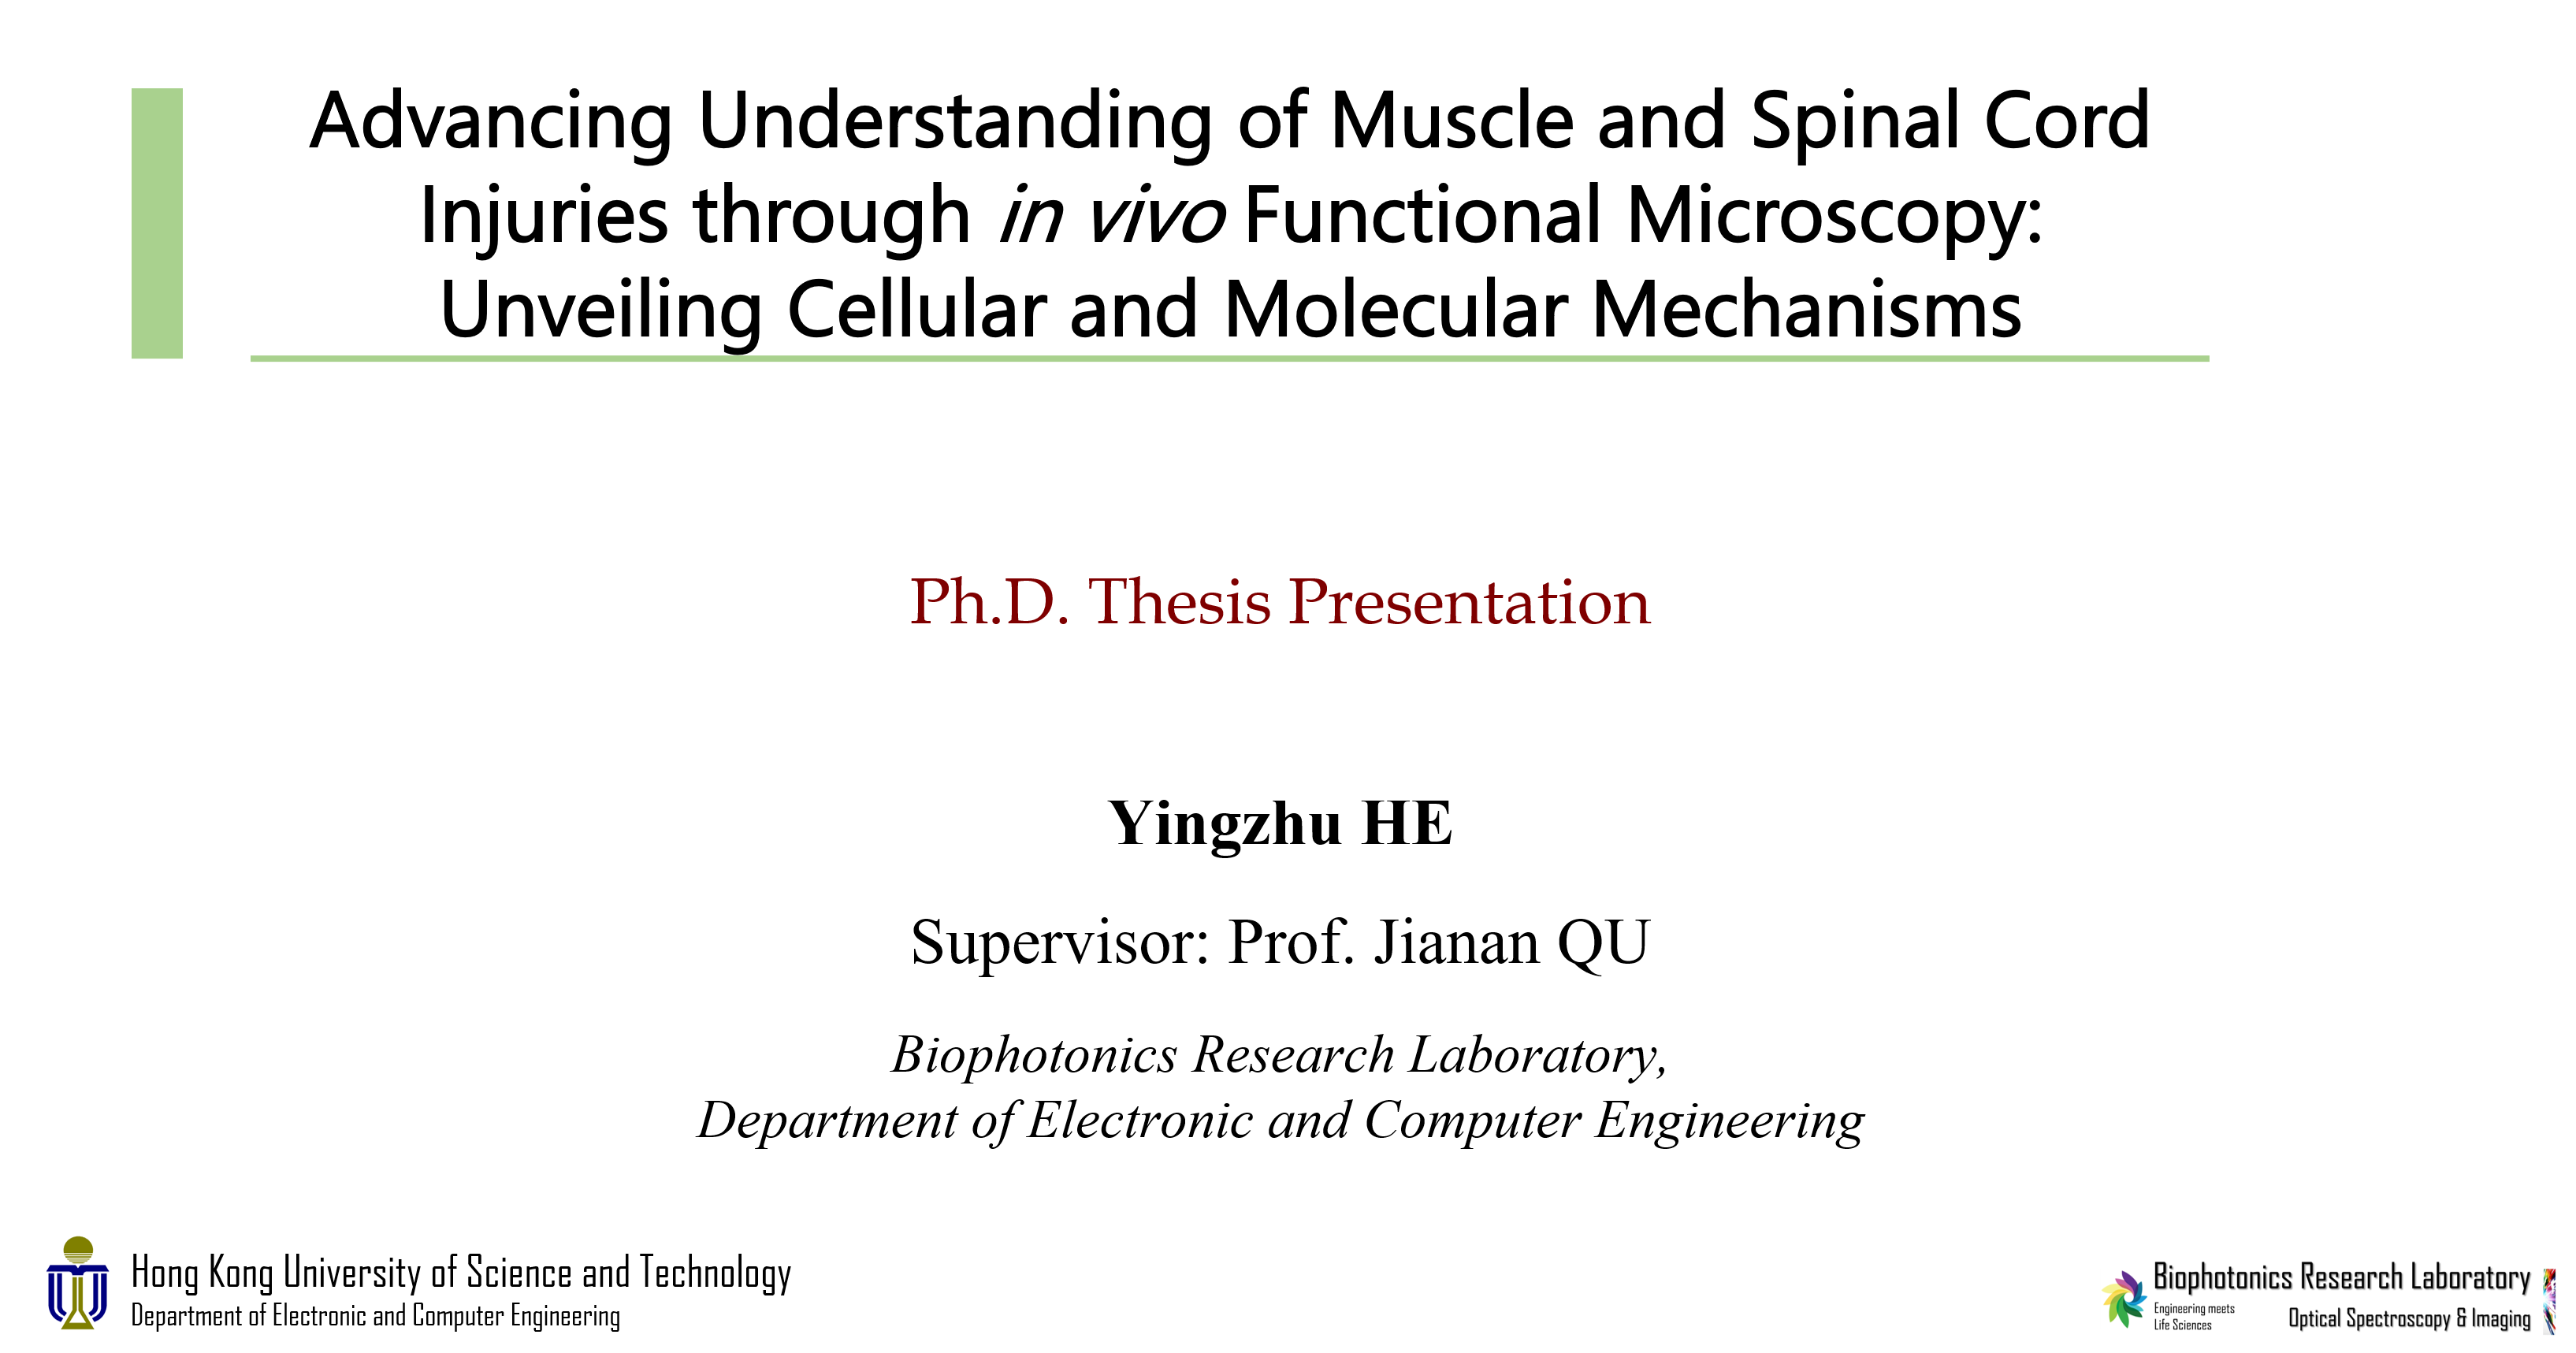 Advancing Understanding of Muscle and Spinal Cord
Injuries through in vivo Functional Microscopy:
Unveiling Cellular and Molecular Mechanisms
Ph.D. Thesis Presentation
Yingzhu HE
Supervisor: Prof. Jianan QU
Biophotonics Research Laboratory,
Department of Electronic and Computer Engineering
Hong Kong University of Science and Technology
Department of Electronic and Computer Engineering
Biophotonics Research Laboratory
Engineering meets
Life Sciences
Optical Spectroscopy & Imaging